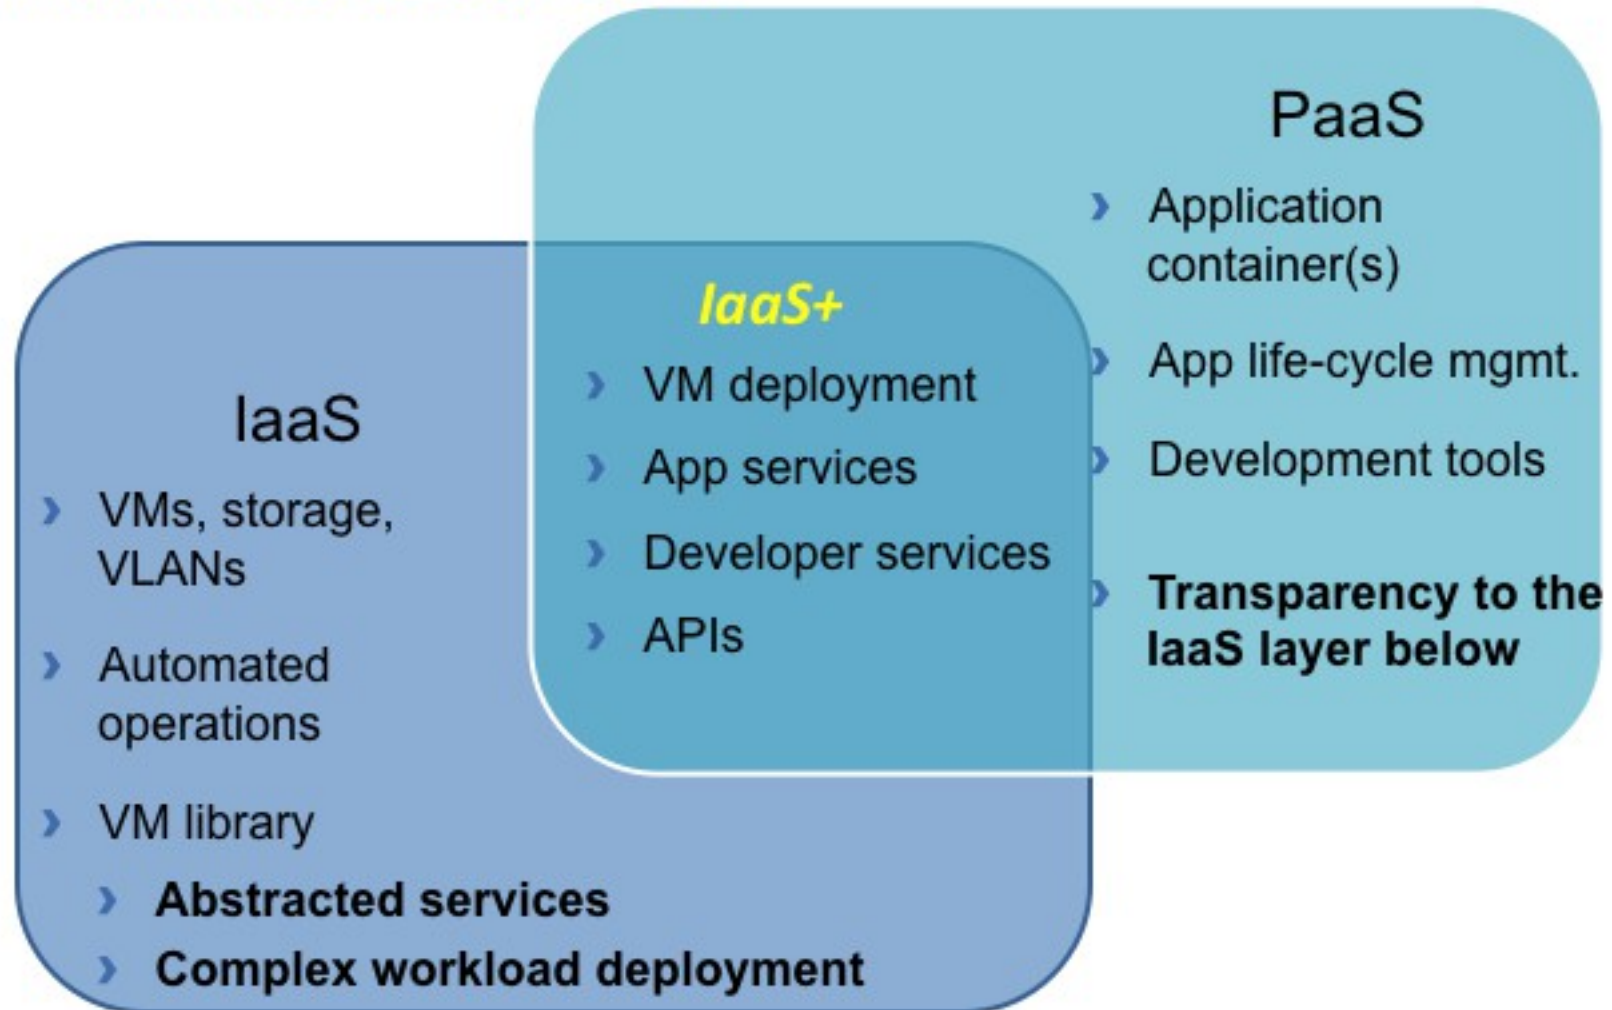 PaaS
Application
container(s)
App life-cycle mgmt.
Development tools
Transparency to the
IaaS layer below
IaaS+
VM deployment
App services
Developer services
APIs
IaaS
VMs, storage,
VLANs
Automated
operations
VM library
Abstracted services
Complex workload deployment